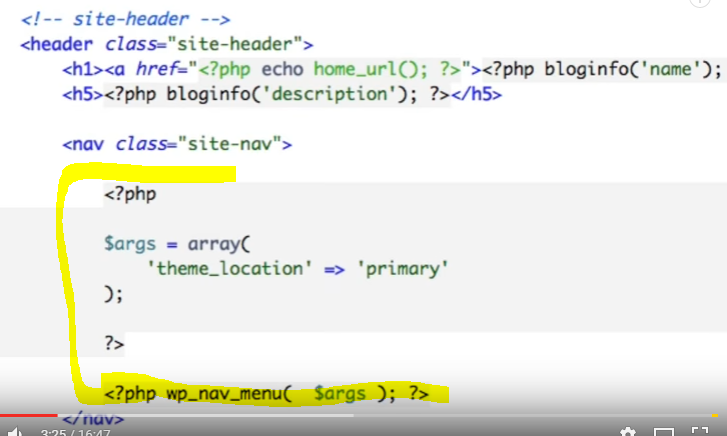 <!-- site-header -->
<header class="site-header">
<h1><a href="<?php echo home_url(); ?>"><?php bloginfo('name');
<h5><?php bloginfo('description'); ?></h5>
<nav class="site-nav">
<?php
$args = array(
'theme_location' => 'primary'
);
?>
<?php wp_nav_menu( $args ); ?>
</nav>
3:25 / 16:47